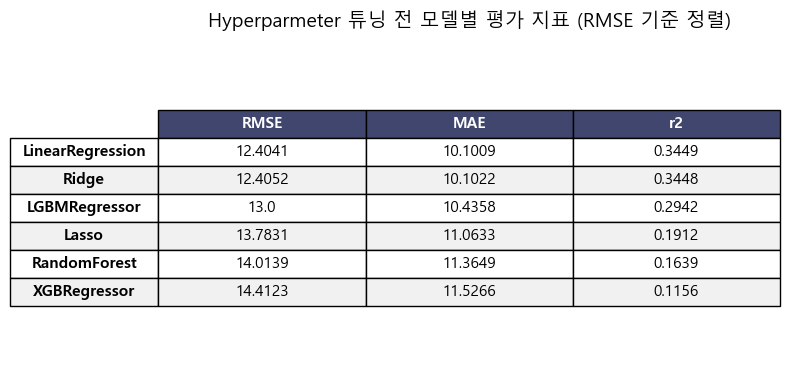 Hyperparmeter 튜닝 전 모델별 평가 지표 (RMSE 기준 정렬)
RMSE MAE r2
LinearRegression 12.4041 10.1009 0.3449
Ridge 12.4052 10.1022 0.3448
LGBMRegressor 13.0 10.4358 0.2942
Lasso 13.7831 11.0633 0.1912
RandomForest 14.0139 11.3649 0.1639
XGBRegressor 14.4123 11.5266 0.1156